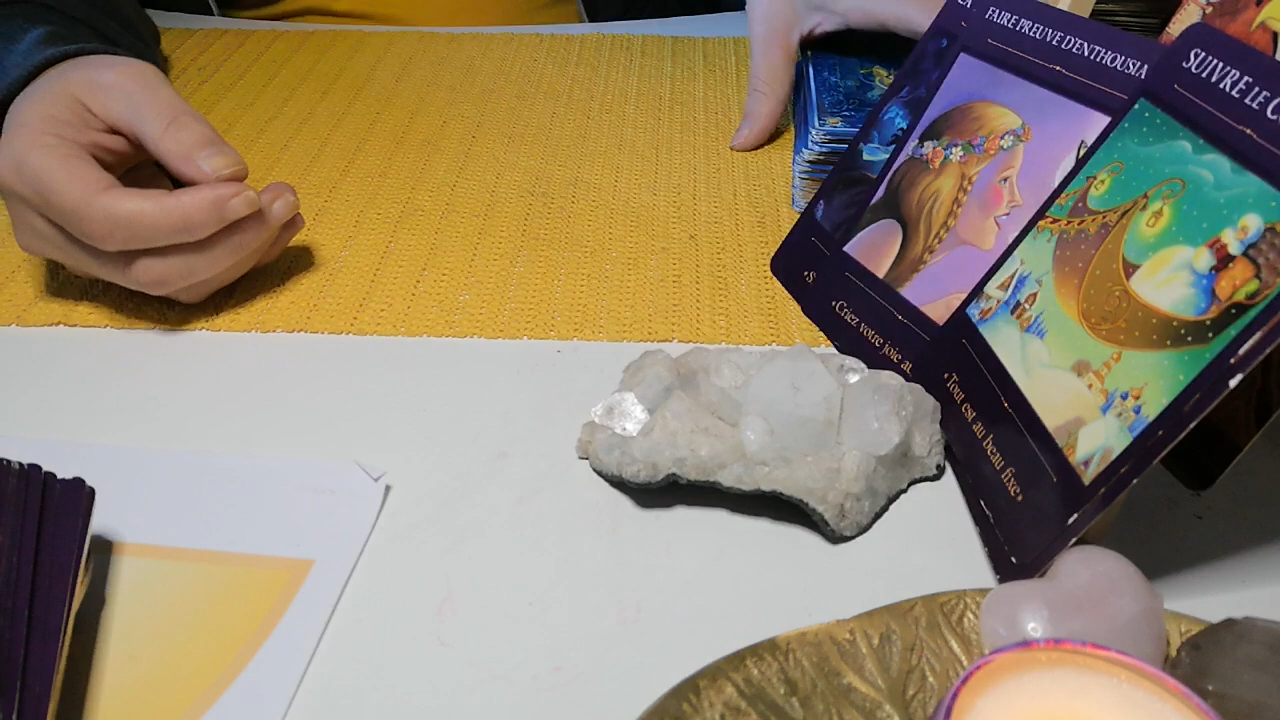 FAIRE PREUVE D'ENTHOUSIA
«Criez votre joie au
SUIVRE LE C
«Tout est au beau fixe»